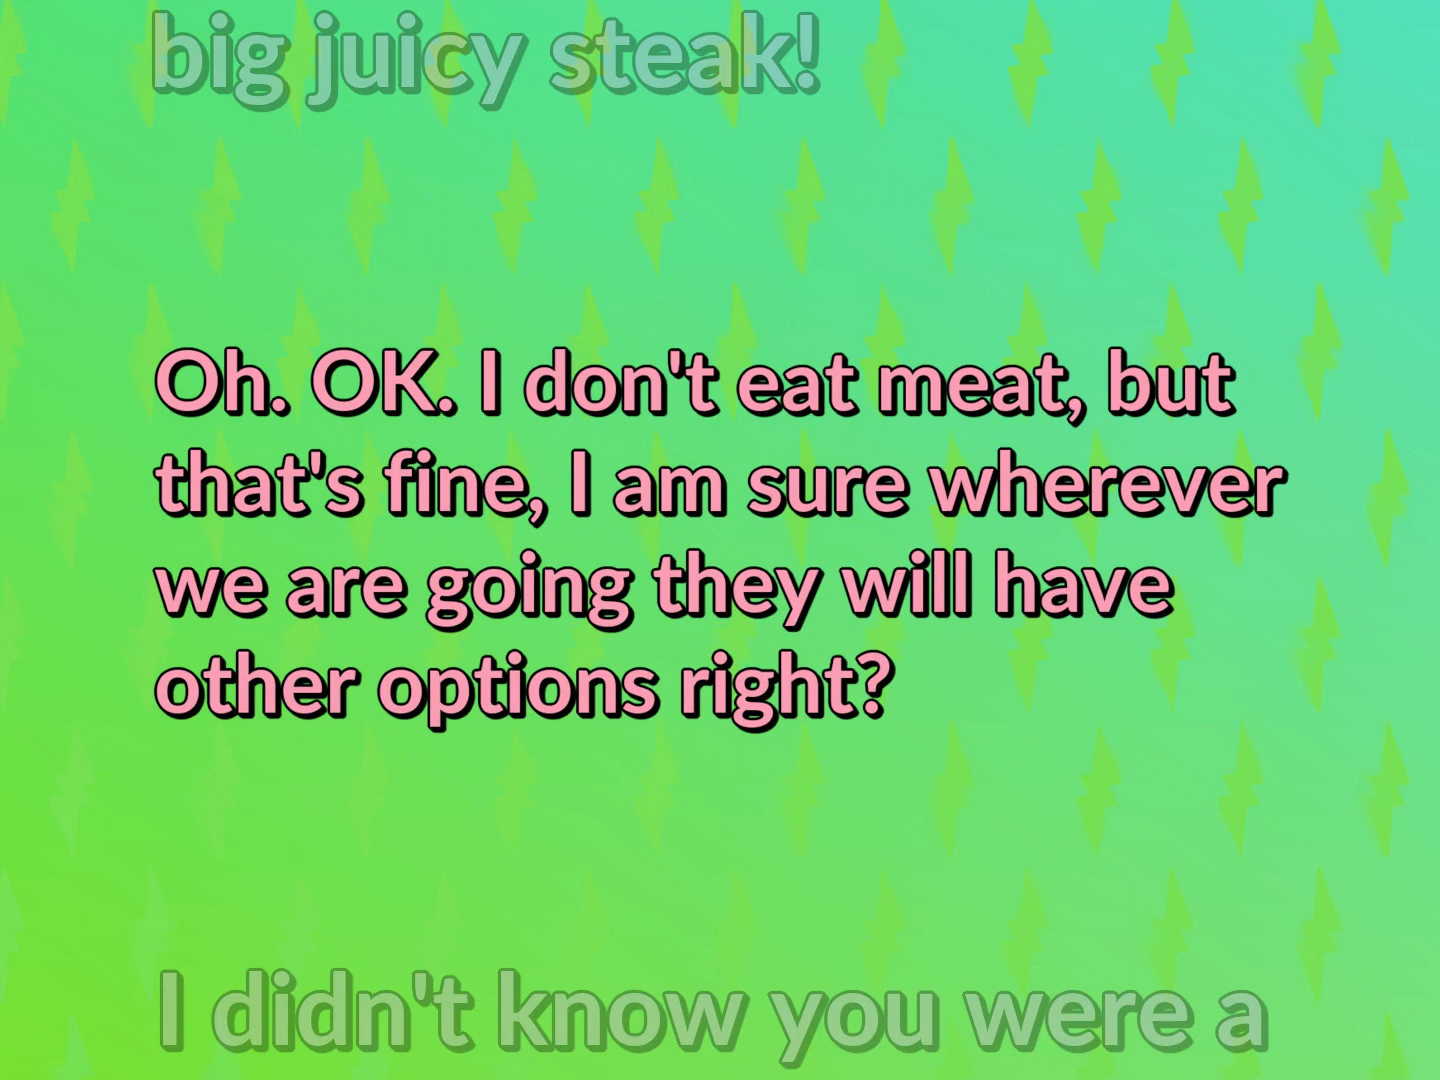 big juicy steak!
Oh. OK. I don't eat meat, but
that's fine, I am sure wherever
we are going they will have
other options right?
I didn't know you were a